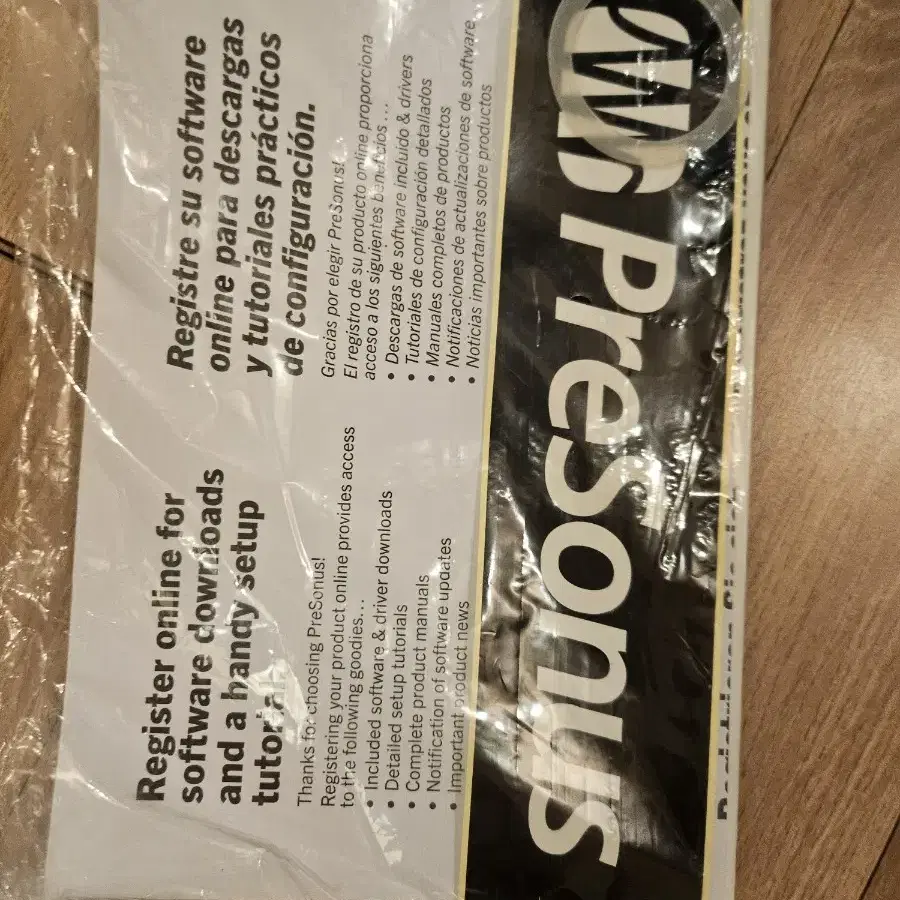 Register online for
software downloads
and a handy setup
tutorial.
Thanks for choosing PreSonus!
Registering your product online provides access
to the following goodies...
• Included software & driver downloads
• Detailed setup tutorials
• Complete product manuals
• Notification of software updates
• Important product news
Registre su software
online para descargas
y tutoriales prácticos
de configuración.
Gracias por elegir PreSonus!
El registro de su producto online proporciona
acceso a los siguientes beneficios ...
• Descargas de software incluido & drivers
• Tutoriales de configuración detallados
• Manuales completos de productos
• Notificaciones de actualizaciones de software
• Noticias importantes sobre productos
PreSonus